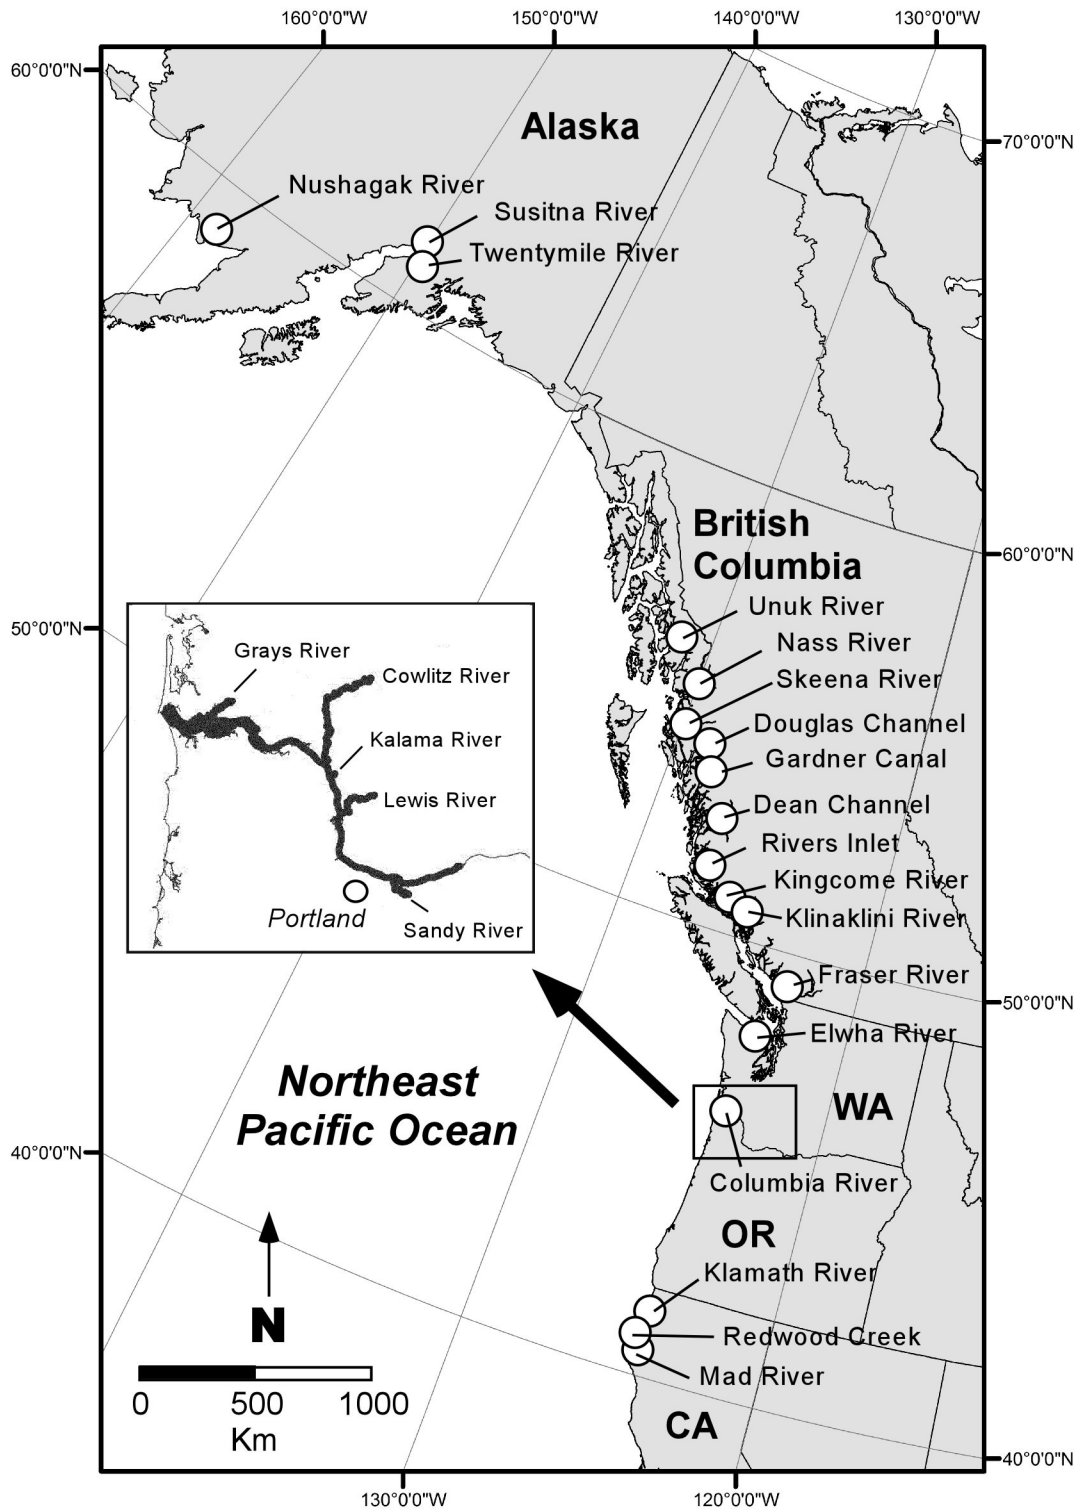 160°0'0"W
150°0'0"W
140°0'0"W
130°0'0"W
60°0'0"N
Alaska
70°0'0"N
Nushagak River
Susitna River
Twentymile River
British
Columbia
60°0'0"N
Unuk River
50°0'0"N
Nass River
Skeena River
Douglas Channel
Gardner Canal
Dean Channel
Rivers Inlet
Kingcome River
Klinaklini River
Fraser River
50°0'0"N
Elwha River
Grays River
Cowlitz River
Kalama River
Lewis River
Portland
Sandy River
Northeast
Pacific Ocean
WA
40°0'0"N
Columbia River
OR
Klamath River
N
Redwood Creek
Mad River
0 500 1000
Km
CA
40°0'0"N
130°0'0"W
120°0'0"W